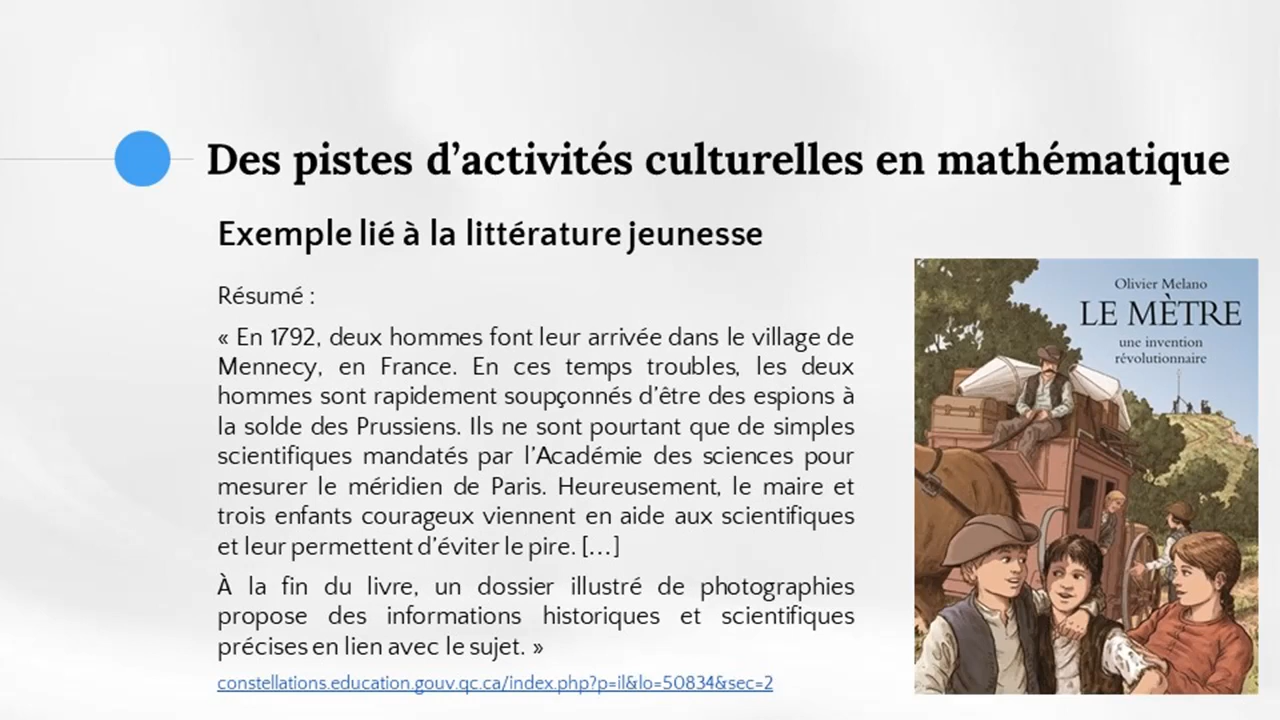 Des pistes d’activités culturelles en mathématique
Exemple lié à la littérature jeunesse
Résumé :
« En 1792, deux hommes font leur arrivée dans le village de
Mennecy, en France. En ces temps troubles, les deux
hommes sont rapidement soupçonnés d’être des espions à
la solde des Prussiens. Ils ne sont pourtant que de simples
scientifiques mandatés par l’Académie des sciences pour
mesurer le méridien de Paris. Heureusement, le maire et
trois enfants courageux viennent en aide aux scientifiques
et leur permettent d’éviter le pire. […]
À la fin du livre, un dossier illustré de photographies
propose des informations historiques et scientifiques
précises en lien avec le sujet. »
constellations.education.gouv.qc.ca/index.php?p=il&lo=50834&sec=2
Olivier Melano
LE MÈTRE
une invention
révolutionnaire